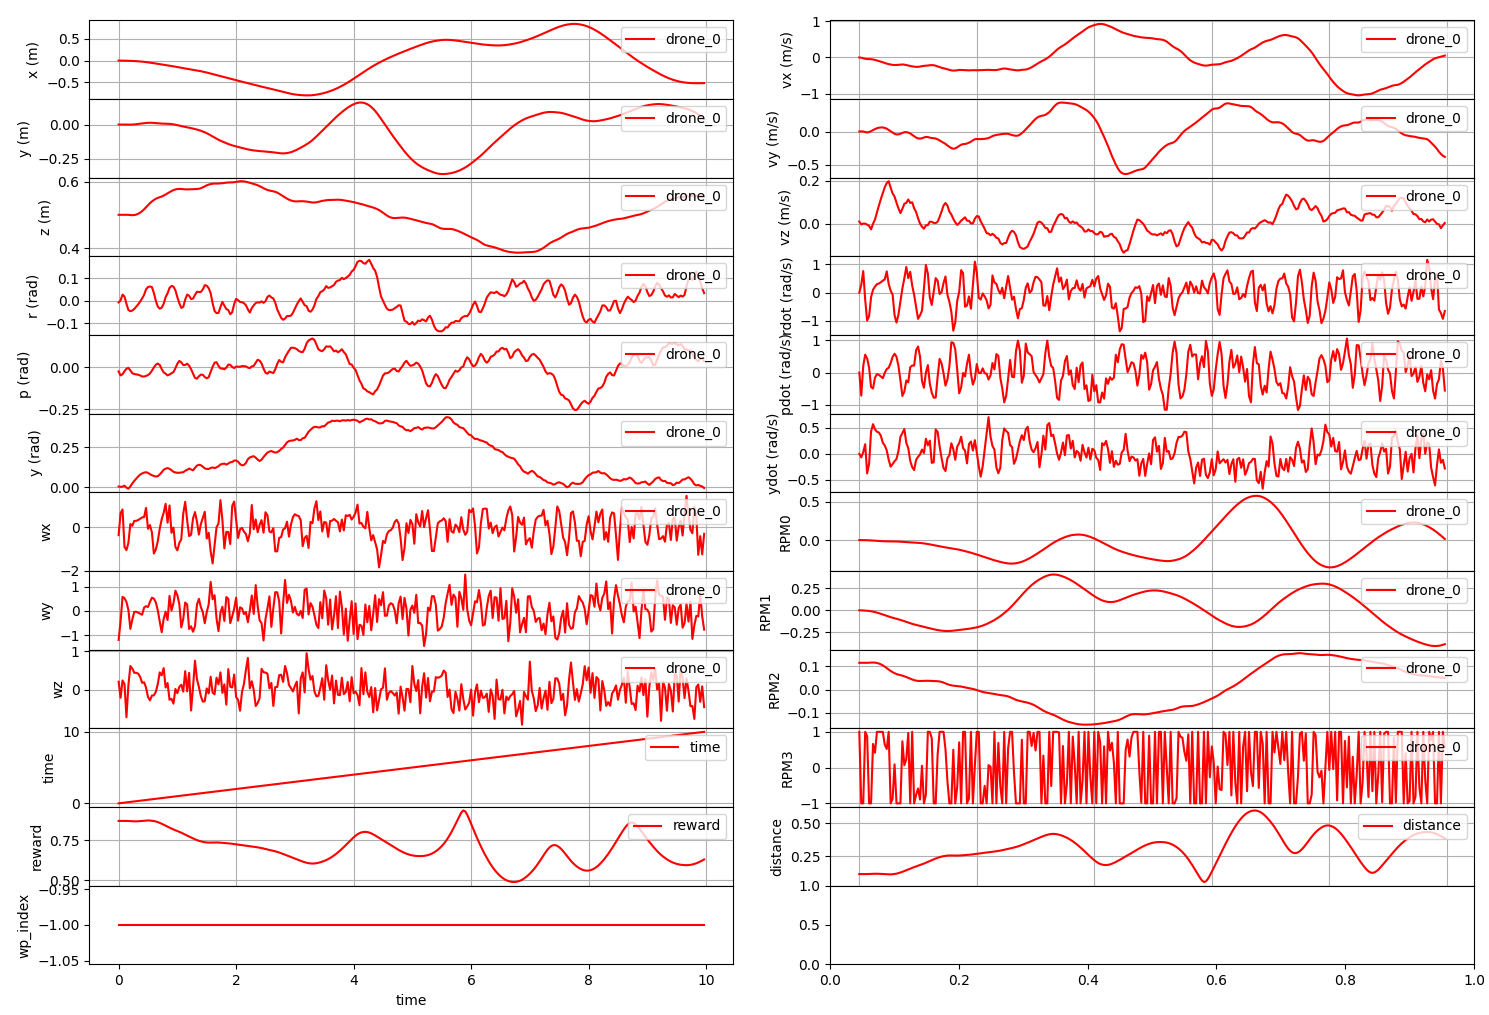 x (m)
0.5
0.0
−0.5
drone_0
y (m)
0.00
−0.25
drone_0
z (m)
0.6
0.4
drone_0
r (rad)
0.1
0.0
−0.1
drone_0
p (rad)
0.00
−0.25
drone_0
y (rad)
0.25
0.00
drone_0
wx
0
−2
drone_0
wy
1
0
−1
drone_0
wz
1
0
drone_0
time
10
0
time
reward
0.75
0.50
reward
wp_index
−0.95
−1.00
−1.05
0
2
4
6
8
10
time
vx (m/s)
1
0
−1
drone_0
vy (m/s)
0.0
−0.5
drone_0
vz (m/s)
0.2
0.0
drone_0
rdot (rad/s)
1
0
−1
drone_0
pdot (rad/s)
1
0
−1
drone_0
ydot (rad/s)
0.5
0.0
−0.5
drone_0
RPM0
0.5
0.0
drone_0
RPM1
0.25
0.00
−0.25
drone_0
RPM2
0.1
0.0
−0.1
drone_0
RPM3
1
0
−1
drone_0
distance
0.50
0.25
distance
1.0
0.5
0.0
0.0
0.2
0.4
0.6
0.8
1.0